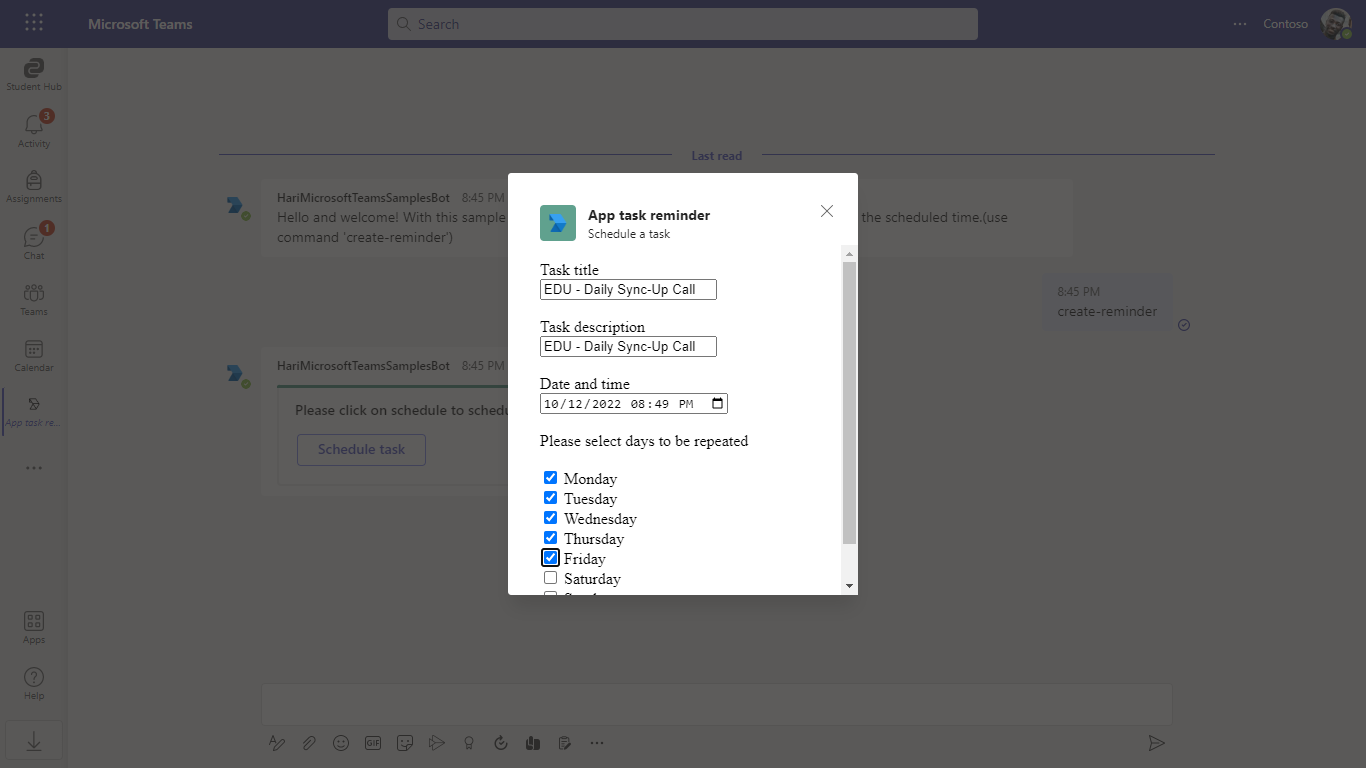 Microsoft Teams
Search
Contoso
Student Hub
3
Activity
Assignments
1
Chat
Teams
Calendar
App task re...
Apps
Help
Last read
HariMicrosoftTeamsSamplesBot 8:45 PM
Hello and welcome! With this sample
the scheduled time.(use
command 'create-reminder')
8:45 PM
create-reminder
HariMicrosoftTeamsSamplesBot 8:45 PM
Please click on schedule to
Schedule task
App task reminder
Schedule a task
Task title
EDU - Daily Sync-Up Call
Task description
EDU - Daily Sync-Up Call
Date and time
10/12/2022 08:49 PM
Please select days to be repeated
Monday
Tuesday
Wednesday
Thursday
Friday
Saturday
GIF